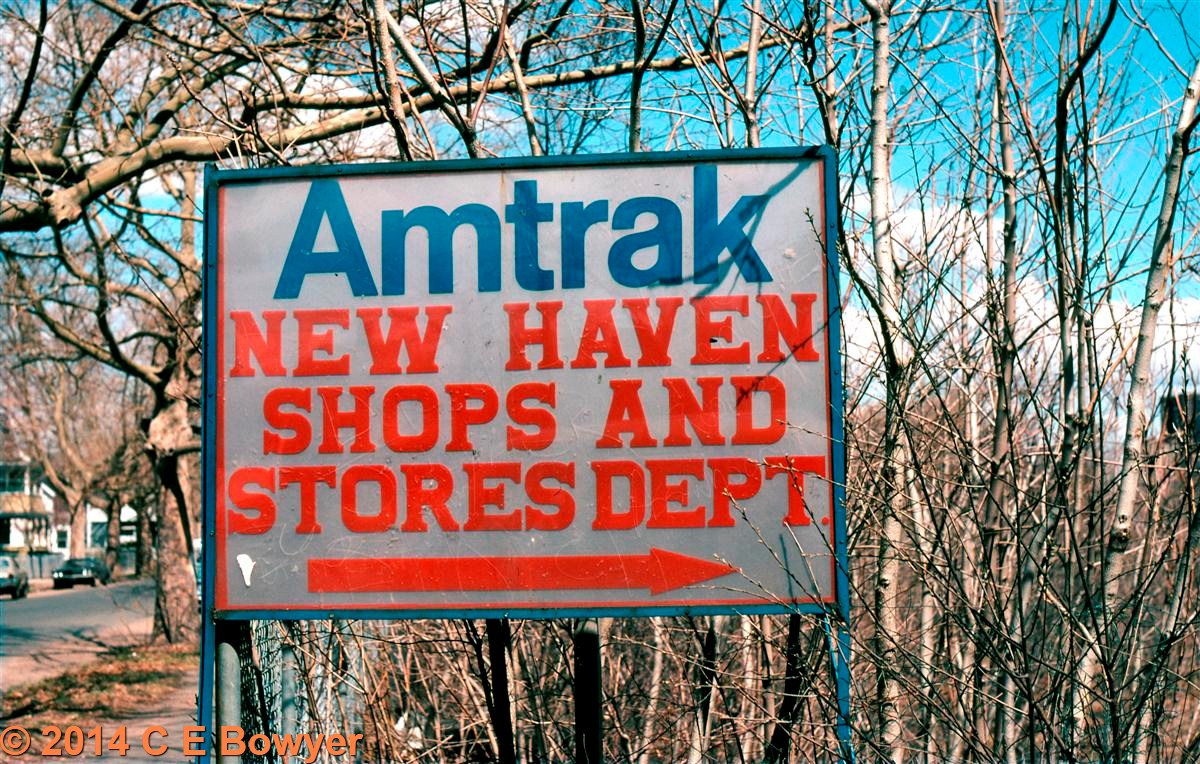 Amtrak
NEW HAVEN
SHOPS AND
STORES DEPT.
© 2014 C E Bowyer